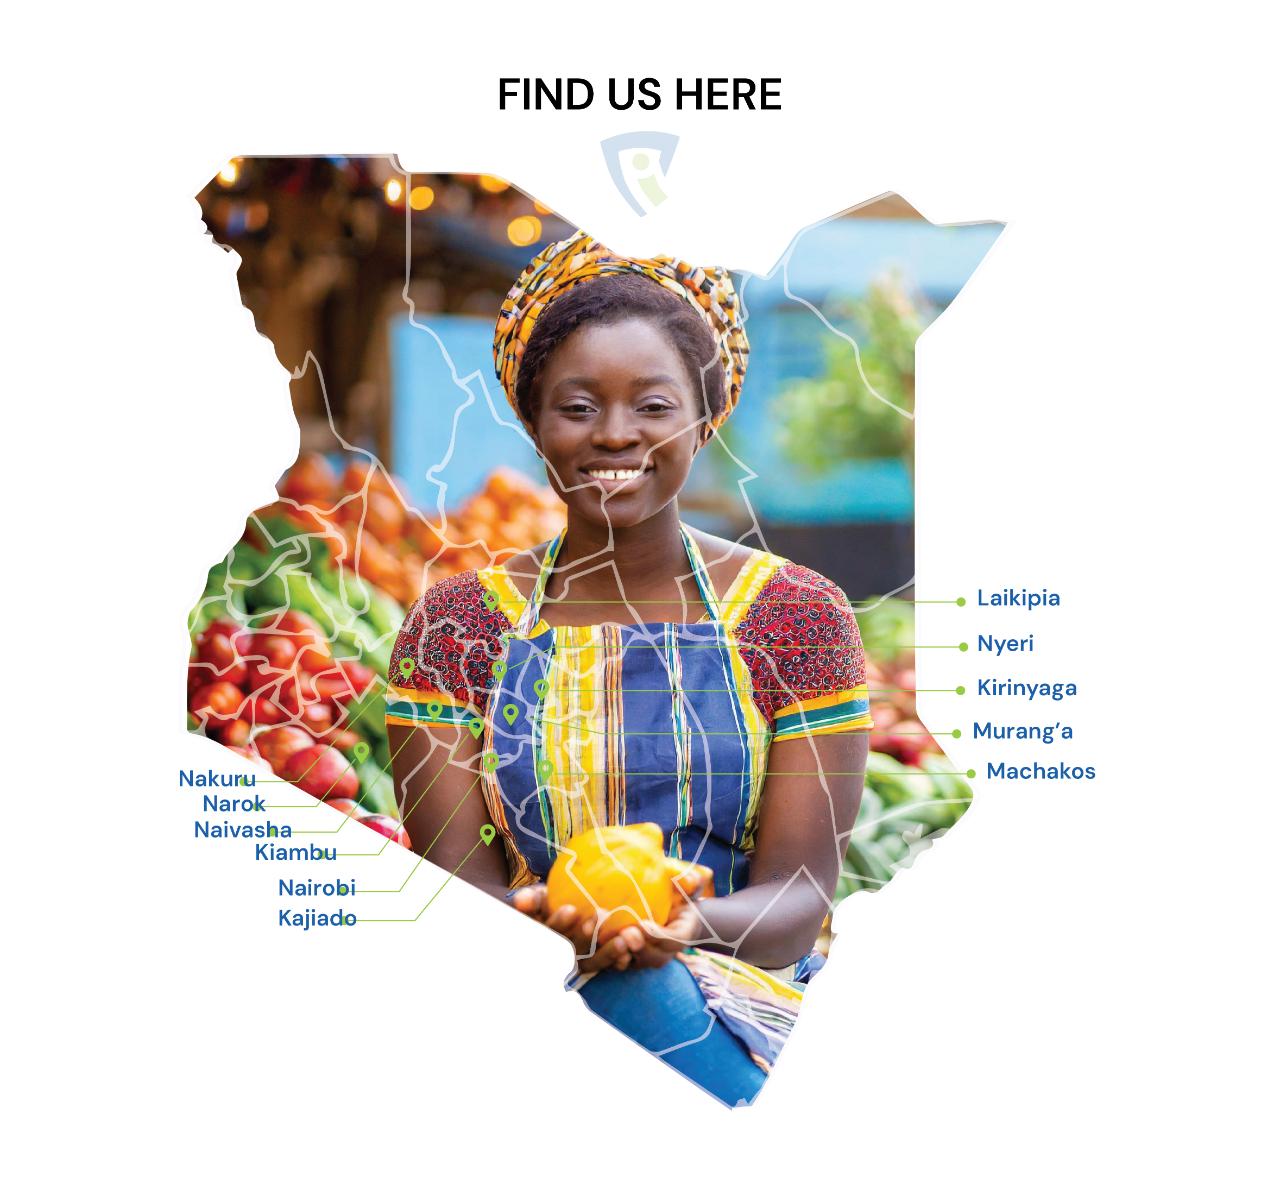 FIND US HERE
Laikipia
Nyeri
Kirinyaga
Murang’a
Machakos
Nakuru
Narok
Naivasha
Kiambu
Nairobi
Kajiado